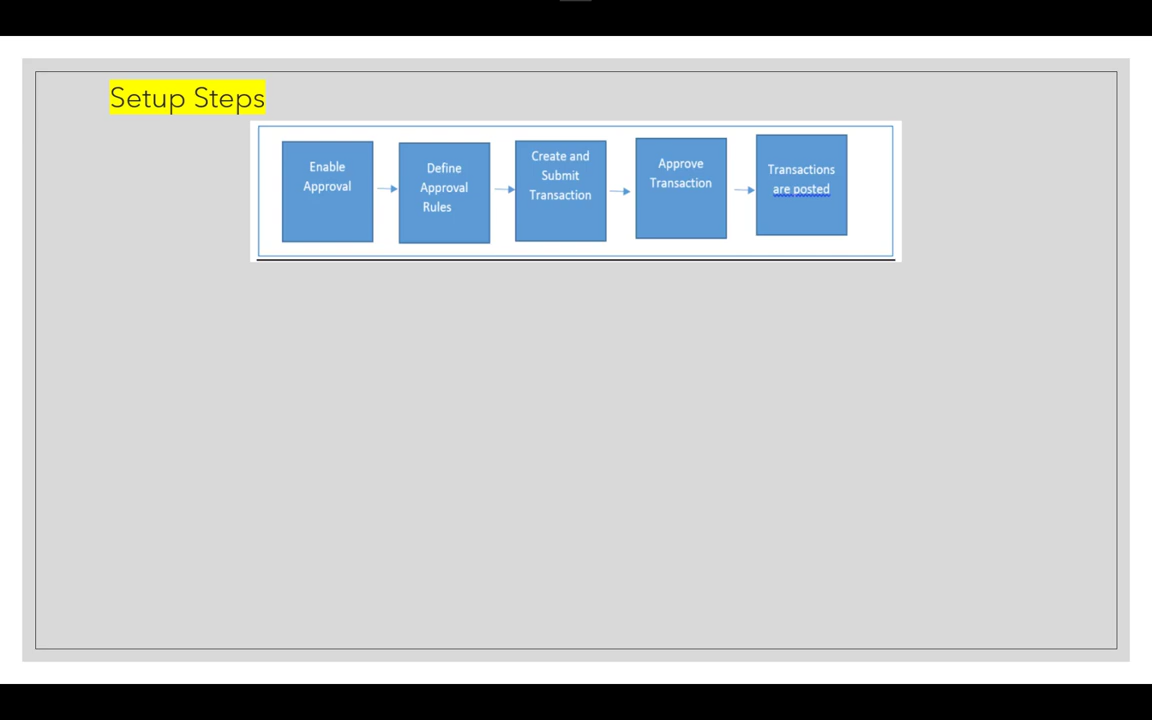 Setup Steps
Enable
Approval
Define
Approval
Rules
Create and
Submit
Transaction
Approve
Transaction
Transactions
are posted